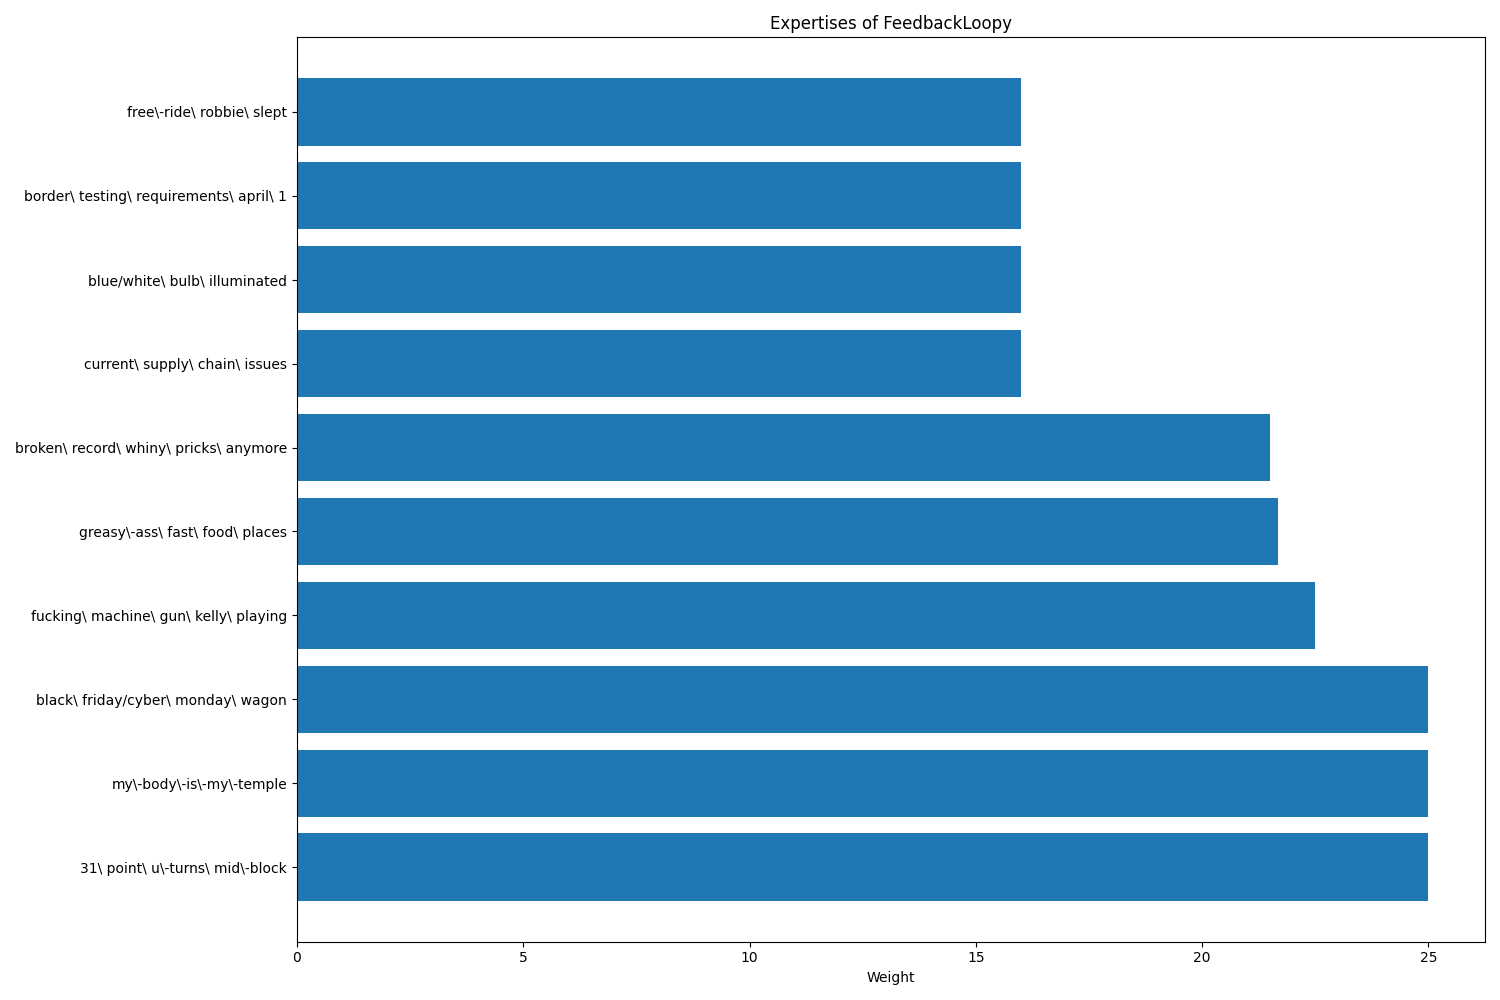 Expertises of FeedbackLoopy
free\-ride\ robbie\ slept
border\ testing\ requirements\ april\ 1
blue/white\ bulb\ illuminated
current\ supply\ chain\ issues
broken\ record\ whiny\ pricks\ anymore
greasy\-ass\ fast\ food\ places
fucking\ machine\ gun\ kelly\ playing
black\ friday/cyber\ monday\ wagon
my\-body\-is\-my\-temple
31\ point\ u\-turns\ mid\-block
0 5 10 15 20 25
Weight